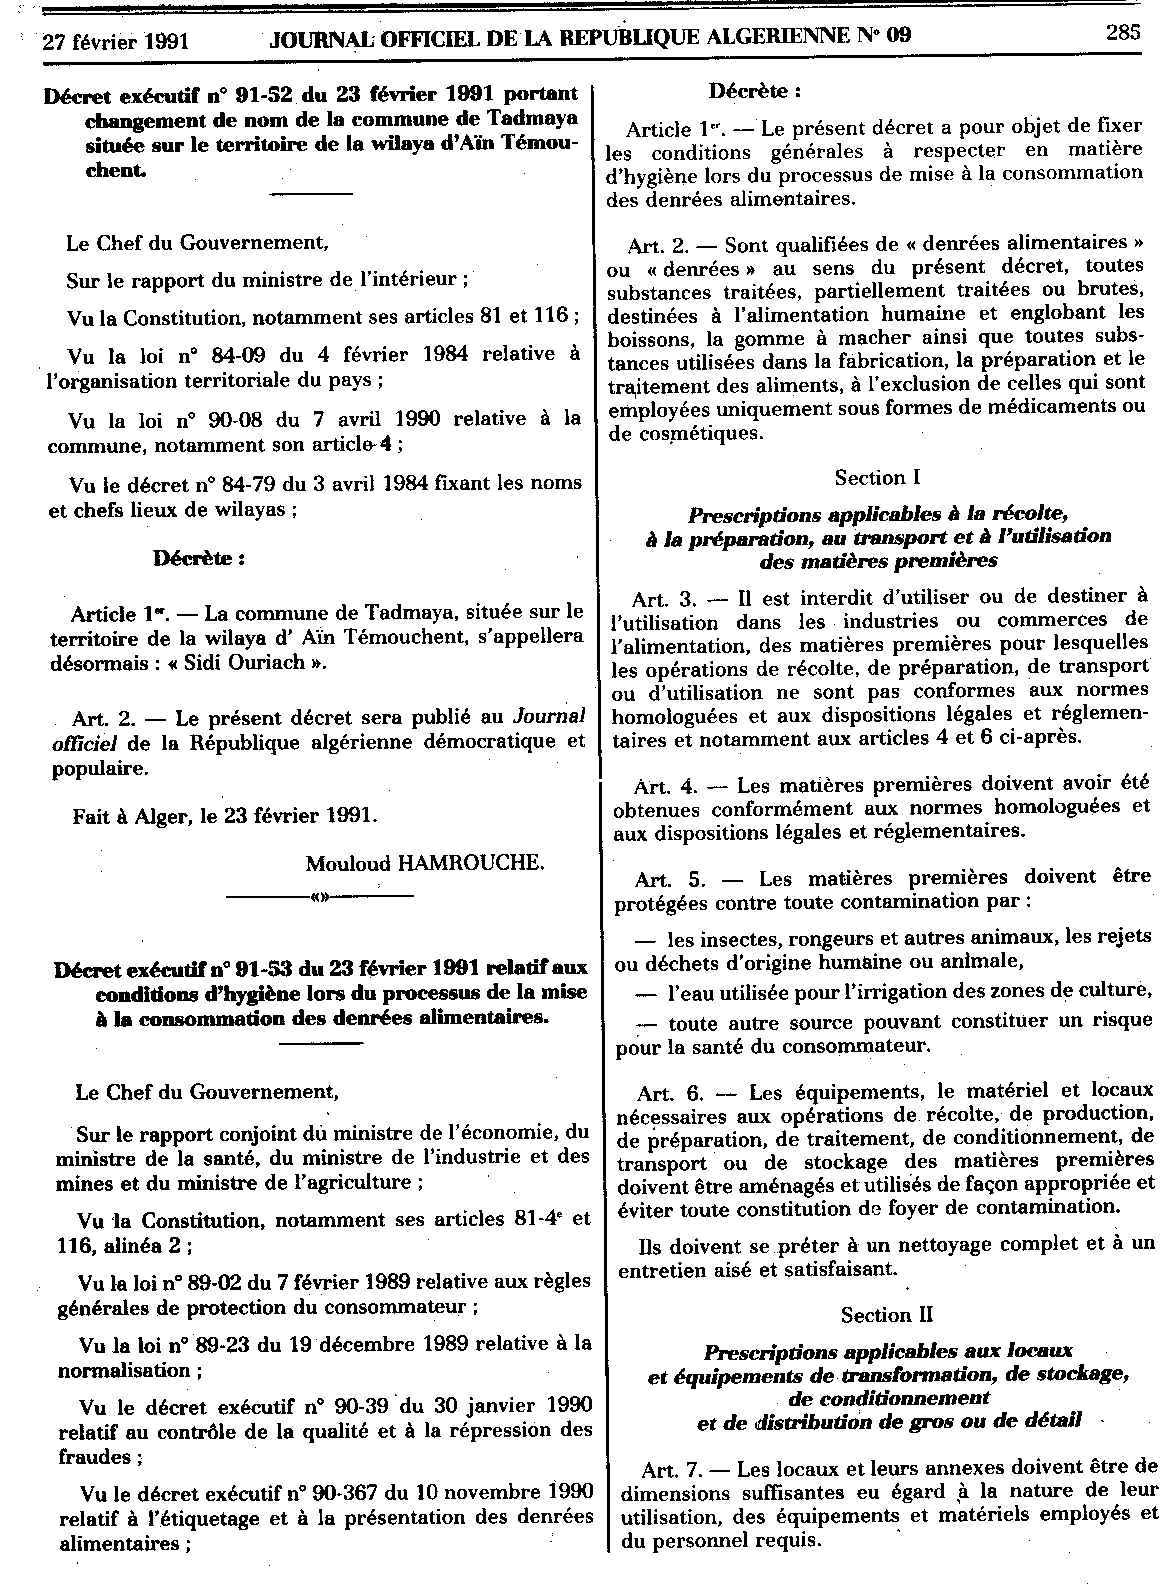 27 février 1991
JOURNAL OFFICIEL DE LA REPUBLIQUE ALGERIENNE N° 09
285
Décret exécutif n° 91-52 du 23 février 1991 portant
changement de nom de la commune de Tadmaya
située sur le territoire de la wilaya d'Aïn Témou-
chent.
Le Chef du Gouvernement,
Sur le rapport du ministre de l'intérieur ;
Vu la Constitution, notamment ses articles 81 et 116 ;
Vu la loi n° 84-09 du 4 février 1984 relative à
l'organisation territoriale du pays ;
Vu la loi n° 90-08 du 7 avril 1990 relative à la
commune, notamment son article 4 ;
Vu le décret n° 84-79 du 3 avril 1984 fixant les noms
et chefs lieux de wilayas ;
Décrète :
Article 1er. — La commune de Tadmaya, située sur le
territoire de la wilaya d' Aïn Témouchent, s'appellera
désormais : « Sidi Ouriach ».
Art. 2. — Le présent décret sera publié au Journal
officiel de la République algérienne démocratique et
populaire.
Fait à Alger, le 23 février 1991.
Mouloud HAMROUCHE.
«»
Décret exécutif n° 91-53 du 23 février 1991 relatif aux
conditions d'hygiène lors du processus de la mise
à la consommation des denrées alimentaires.
Le Chef du Gouvernement,
Sur le rapport conjoint du ministre de l'économie, du
ministre de la santé, du ministre de l'industrie et des
mines et du ministre de l'agriculture ;
Vu la Constitution, notamment ses articles 81-4° et
116, alinéa 2 ;
Vu la loi n° 89-02 du 7 février 1989 relative aux règles
générales de protection du consommateur ;
Vu la loi n° 89-23 du 19 décembre 1989 relative à la
normalisation ;
Vu le décret exécutif n° 90-39 du 30 janvier 1990
relatif au contrôle de la qualité et à la répression des
fraudes ;
Vu le décret exécutif n° 90-367 du 10 novembre 1990
relatif à l'étiquetage et à la présentation des denrées
alimentaires ;
Décrète :
Article 1er. — Le présent décret a pour objet de fixer
les conditions générales à respecter en matière
d'hygiène lors du processus de mise à la consommation
des denrées alimentaires.
Art. 2. — Sont qualifiées de « denrées alimentaires »
ou « denrées » au sens du présent décret, toutes
substances traitées, partiellement traitées ou brutes,
destinées à l'alimentation humaine et englobant les
boissons, la gomme à macher ainsi que toutes subs-
tances utilisées dans la fabrication, la préparation et le
traitement des aliments, à l'exclusion de celles qui sont
employées uniquement sous formes de médicaments ou
de cosmétiques.
Section I
Prescriptions applicables à la récolte,
à la préparation, au transport et à l'utilisation
des matières premières
Art. 3. — Il est interdit d'utiliser ou de destiner à
l'utilisation dans les industries ou commerces de
l'alimentation, des matières premières pour lesquelles
les opérations de récolte, de préparation, de transport
ou d'utilisation ne sont pas conformes aux normes
homologuées et aux dispositions légales et réglemen-
taires et notamment aux articles 4 et 6 ci-après.
Art. 4. — Les matières premières doivent avoir été
obtenues conformément aux normes homologuées et
aux dispositions légales et réglementaires.
Art. 5. — Les matières premières doivent être
protégées contre toute contamination par :
— les insectes, rongeurs et autres animaux, les rejets
ou déchets d'origine humaine ou animale,
— l'eau utilisée pour l'irrigation des zones de culture,
— toute autre source pouvant constituer un risque
pour la santé du consommateur.
Art. 6. — Les équipements, le matériel et locaux
nécessaires aux opérations de récolte, de production,
de préparation, de traitement, de conditionnement, de
transport ou de stockage des matières premières
doivent être aménagés et utilisés de façon appropriée et
éviter toute constitution de foyer de contamination.
Ils doivent se préter à un nettoyage complet et à un
entretien aisé et satisfaisant.
Section II
Prescriptions applicables aux locaux
et équipements de transformation, de stockage,
de conditionnement
et de distribution de gros ou de détail
Art. 7. — Les locaux et leurs annexes doivent être de
dimensions suffisantes eu égard à la nature de leur
utilisation, des équipements et matériels employés et
du personnel requis.